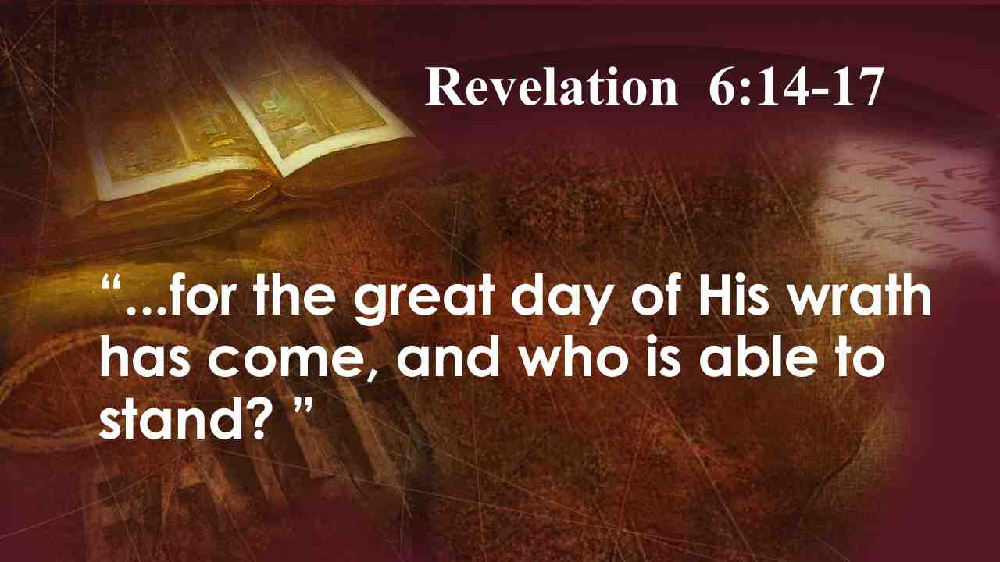 Revelation 6:14-17
“...for the great day of His wrath
has come, and who is able to
stand? ”